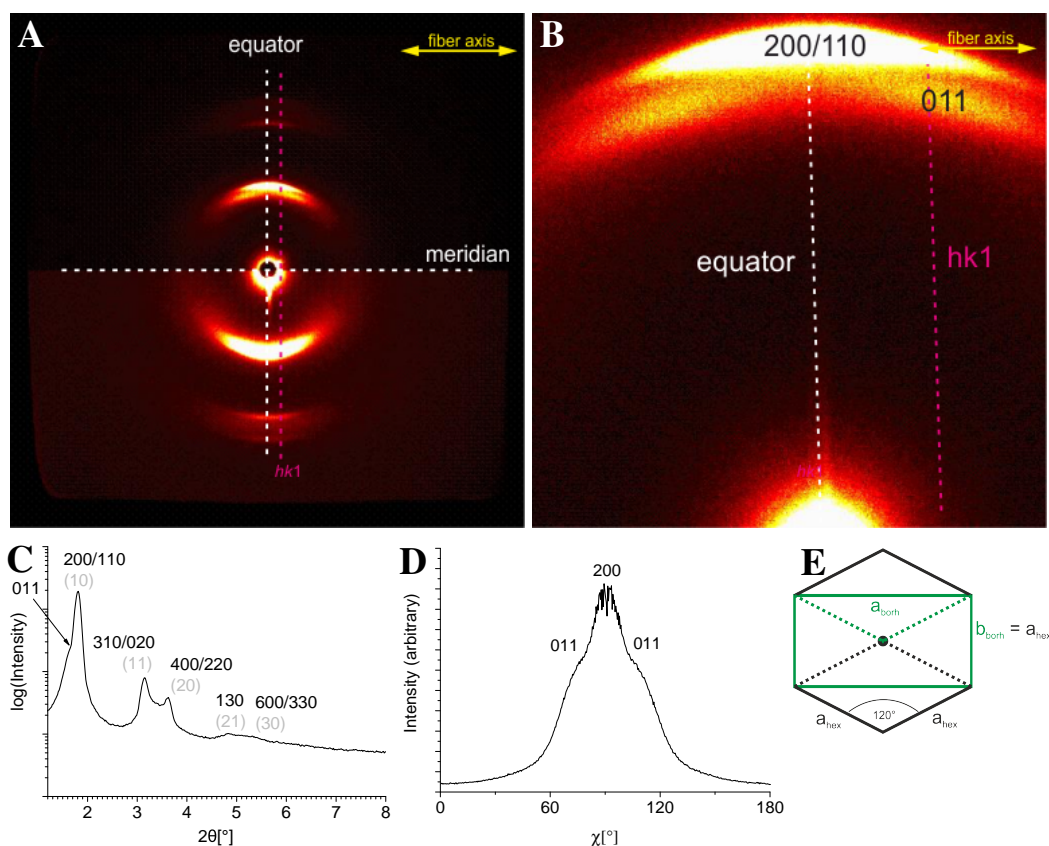 A
equator
fiber axis
meridian
hk1
B
200/110
fiber axis
011
equator
hk1
hk1
C
200/110
(10)
011
310/020
(11)
400/220
(20)
130
600/330
(21)
(30)
log(Intensity)
2
3
4
5
6
7
8
2θ[°]
D
200
011
011
Intensity (arbitrary)
0
60
120
180
χ[°]
E
a_borh
b_borh = a_hex
120°
a_hex
a_hex